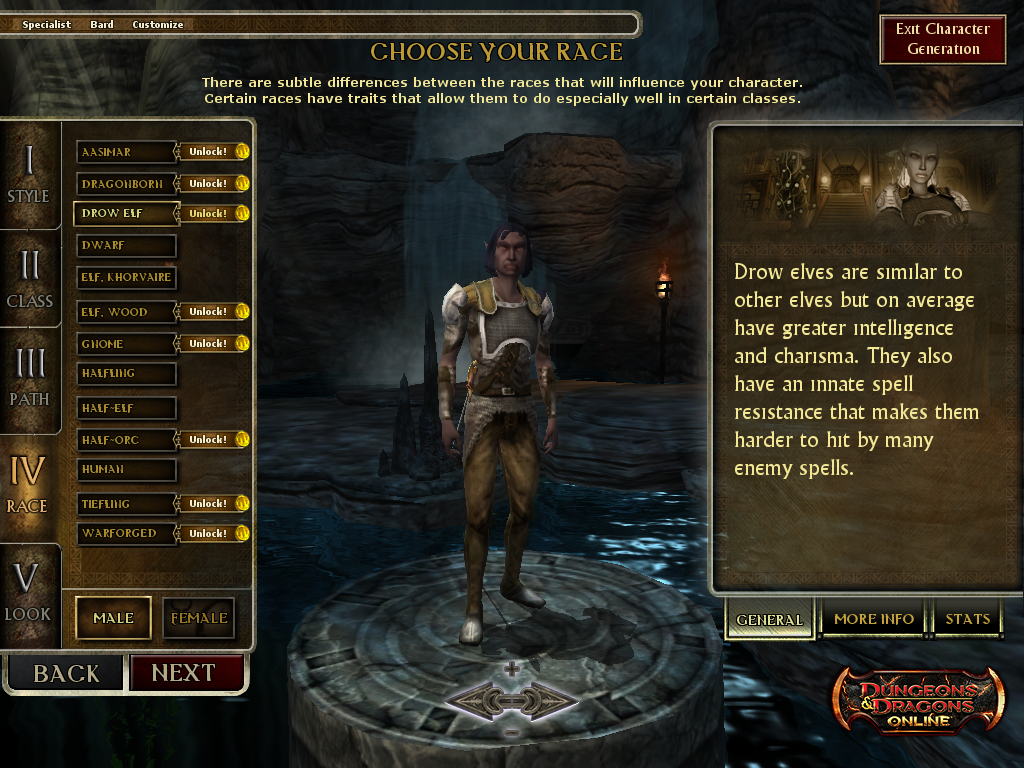 Specialist Bard Customize
Exit Character
Generation
CHOOSE YOUR RACE
There are subtle differences between the races that will influence your character.
Certain races have traits that allow them to do especially well in certain classes.
I
STYLE
II
CLASS
III
PATH
IV
RACE
V
LOOK
AASIMAR Unlock!
DRAGONBORN Unlock!
DROW ELF Unlock!
DWARF
ELF, KHORVAIRE
ELF, WOOD Unlock!
GNOME Unlock!
HALFLING
HALF-ELF
HALF-ORC Unlock!
HUMAN
TIEFLING Unlock!
WARFORGED Unlock!
MALE FEMALE
BACK NEXT
Drow elves are similar to
other elves but on average
have greater intelligence
and charisma. They also
have an innate spell
resistance that makes them
harder to hit by many
enemy spells.
GENERAL MORE INFO STATS
DUNGEONS
& DRAGONS
ONLINE